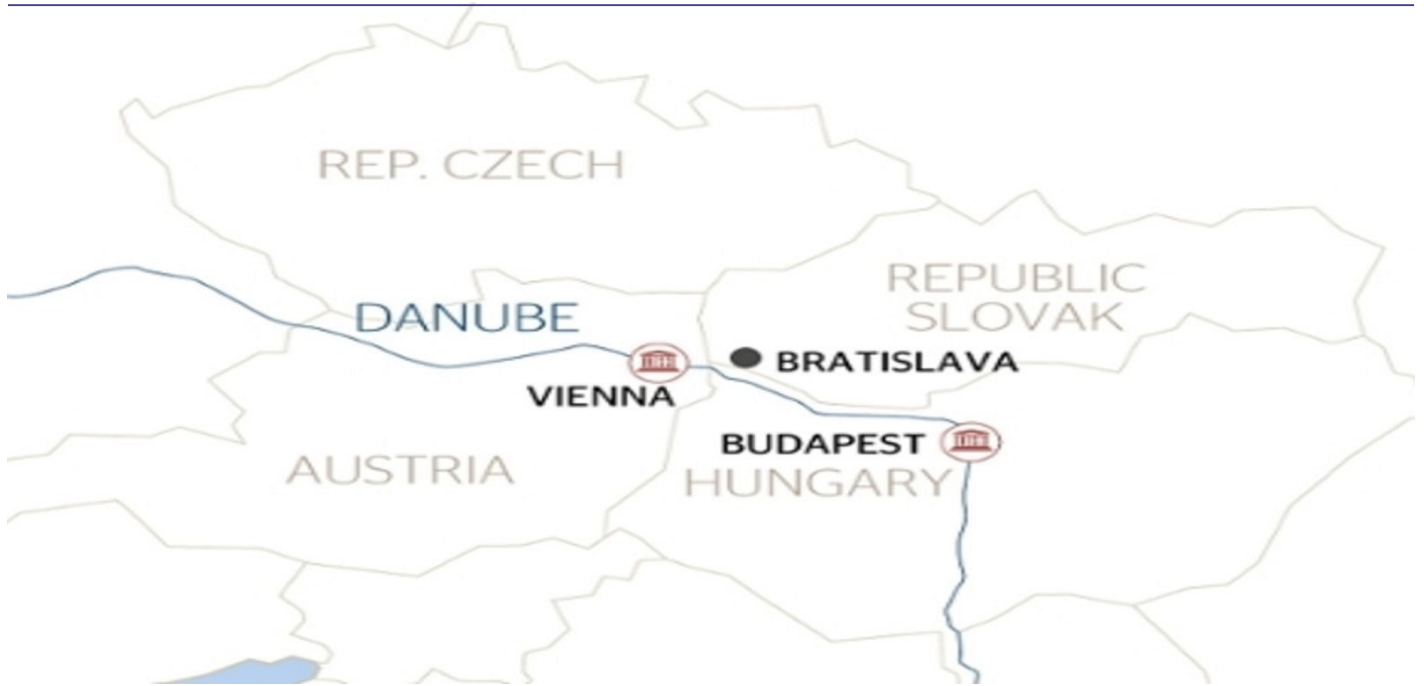 REP. CZECH
REPUBLIC
SLOVAK
DANUBE
BRATISLAVA
VIENNA
BUDAPEST
AUSTRIA
HUNGARY